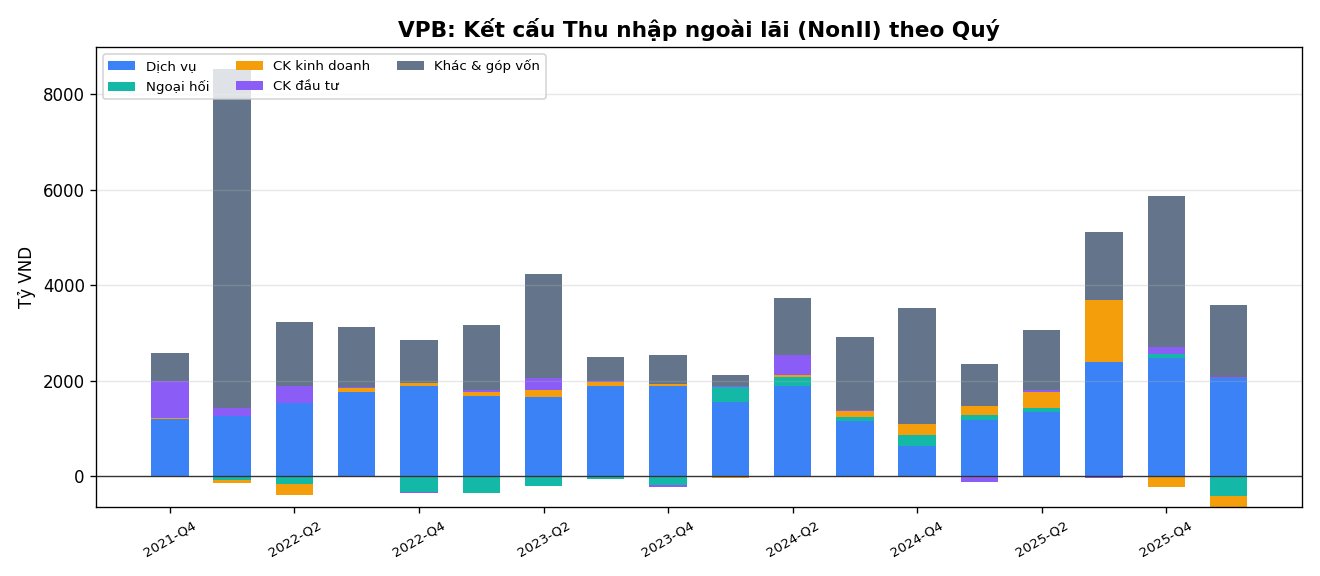 VPB: Kết cấu Thu nhập ngoài lãi (NonII) theo Quý
Dịch vụ
Ngoại hối
CK kinh doanh
CK đầu tư
Khác & góp vốn
Tỷ VND
8000
6000
4000
2000
0
2021-Q4
2022-Q2
2022-Q4
2023-Q2
2023-Q4
2024-Q2
2024-Q4
2025-Q2
2025-Q4